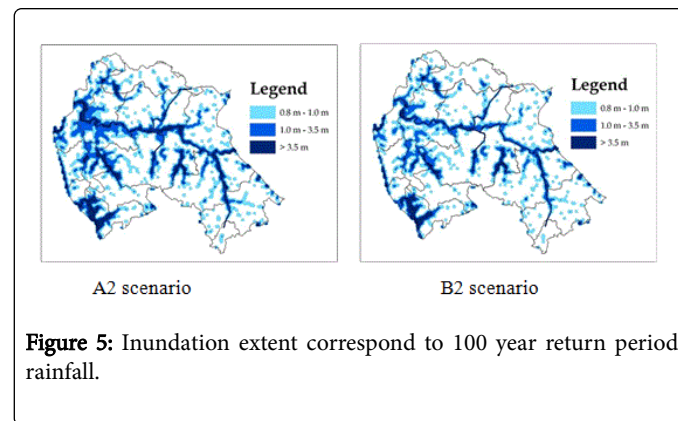 Legend
0.8 m - 1.0 m
1.0 m - 3.5 m
> 3.5 m
Legend
0.8 m - 1.0 m
1.0 m - 3.5 m
> 3.5 m
A2 scenario
B2 scenario
Figure 5: Inundation extent correspond to 100 year return period
rainfall.